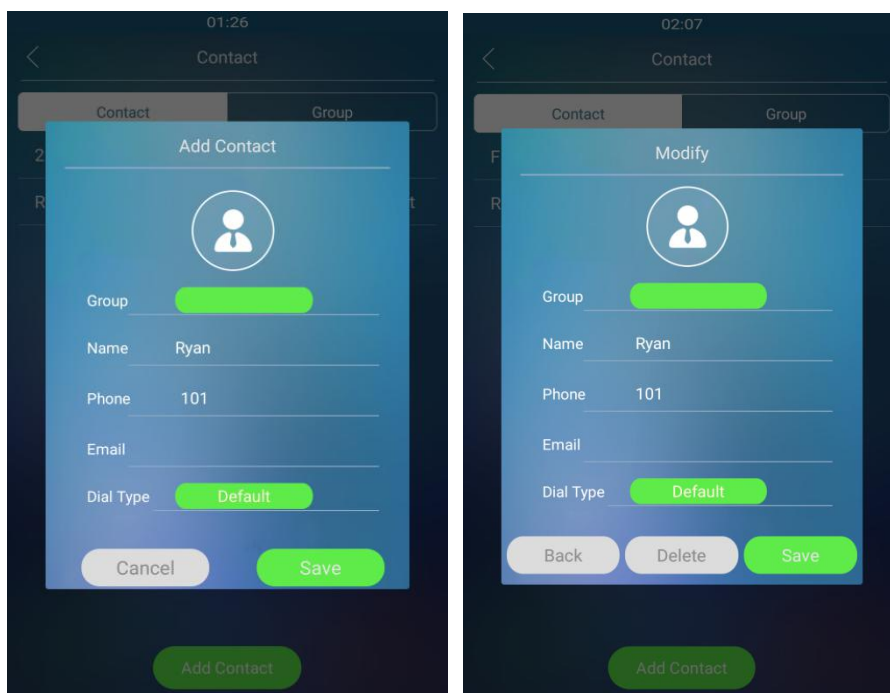 01:26
Contact
Contact Group
2
Add Contact
R
t
Group
Name Ryan
Phone 101
Email
Dial Type Default
Cancel Save
Add Contact
02:07
Contact
Contact Group
F
Modify
R
Group
Name Ryan
Phone 101
Email
Dial Type Default
Back Delete Save
Add Contact